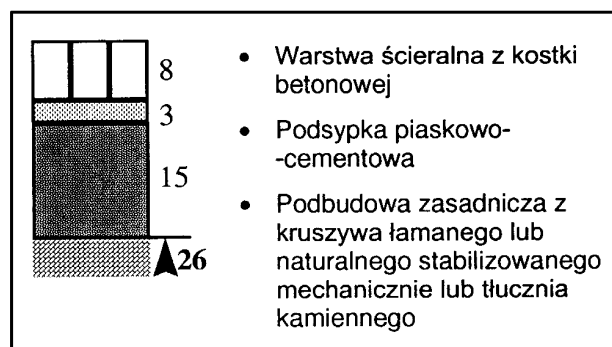 8
3
15
26
• Warstwa ścieralna z kostki
betonowej
• Podsypka piaskowo-
-cementowa
• Podbudowa zasadnicza z
kruszywa łamanego lub
naturalnego stabilizowanego
mechanicznie lub tłucznia
kamiennego